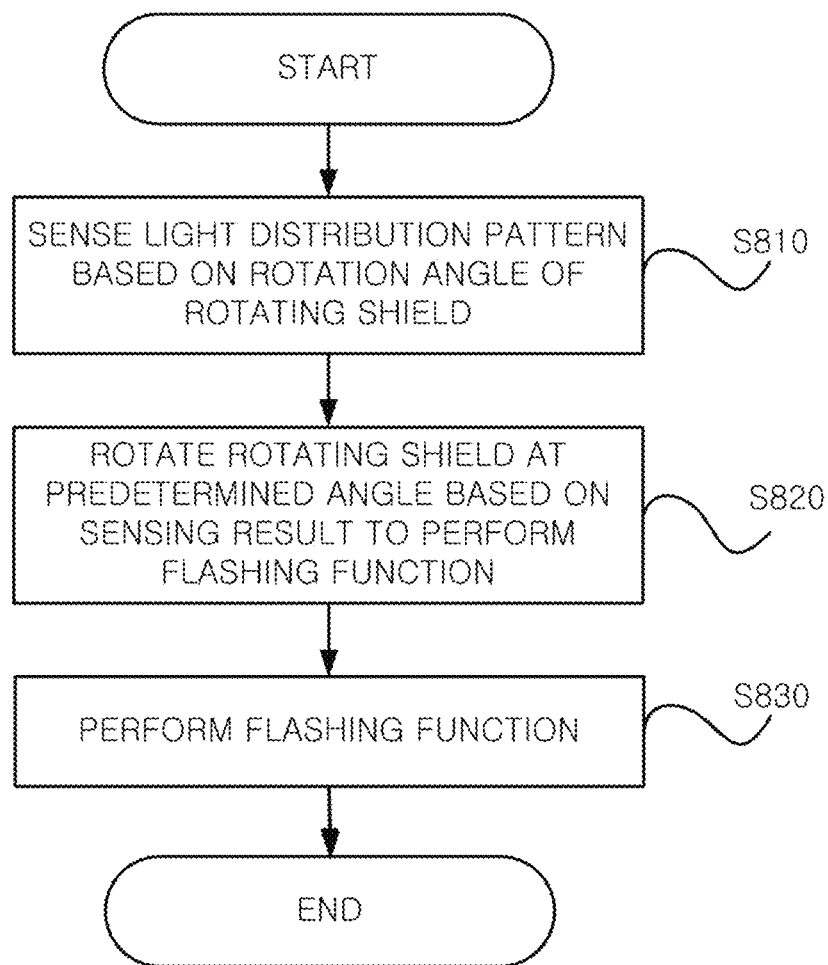 START
SENSE LIGHT DISTRIBUTION PATTERN
BASED ON ROTATION ANGLE OF
ROTATING SHIELD
S810
ROTATE ROTATING SHIELD AT
PREDETERMINED ANGLE BASED ON
SENSING RESULT TO PERFORM
FLASHING FUNCTION
S820
PERFORM FLASHING FUNCTION
S830
END